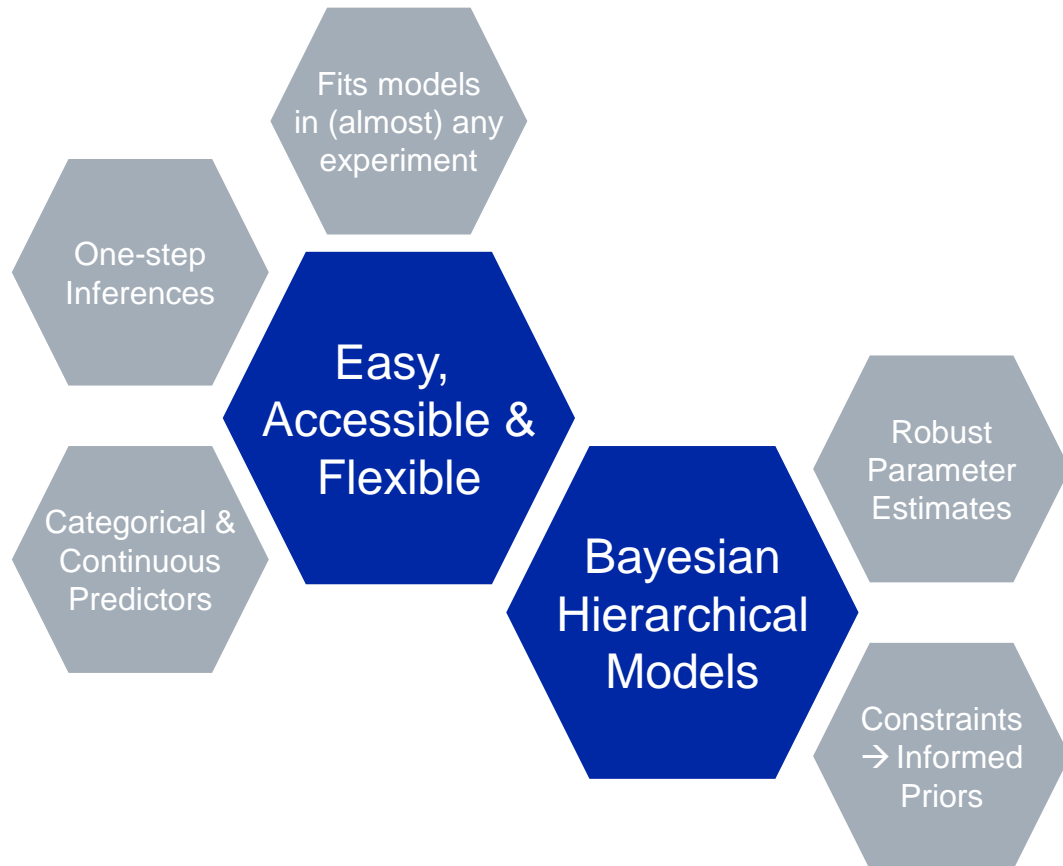 Fits models
in (almost) any
experiment
One-step
Inferences
Easy,
Accessible &
Flexible
Categorical &
Continuous
Predictors
Bayesian
Hierarchical
Models
Robust
Parameter
Estimates
Constraints
→ Informed
Priors